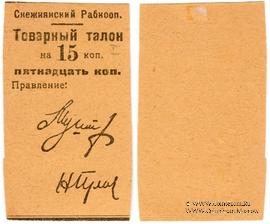 Снежнянский Рабкооп.
Товарный талон
на 15 коп.
пятнадцать коп.
Правление: